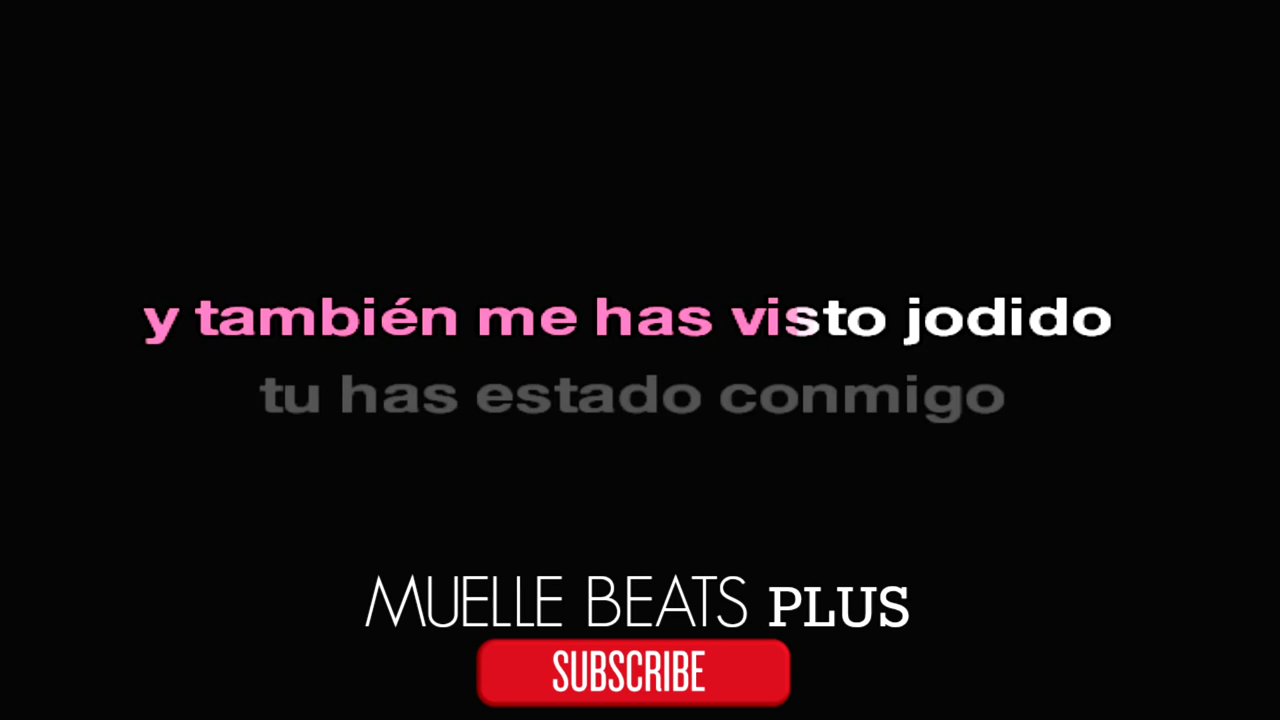 y también me has visto jodido
tu has estado conmigo
MUELLE BEATS PLUS
SUBSCRIBE